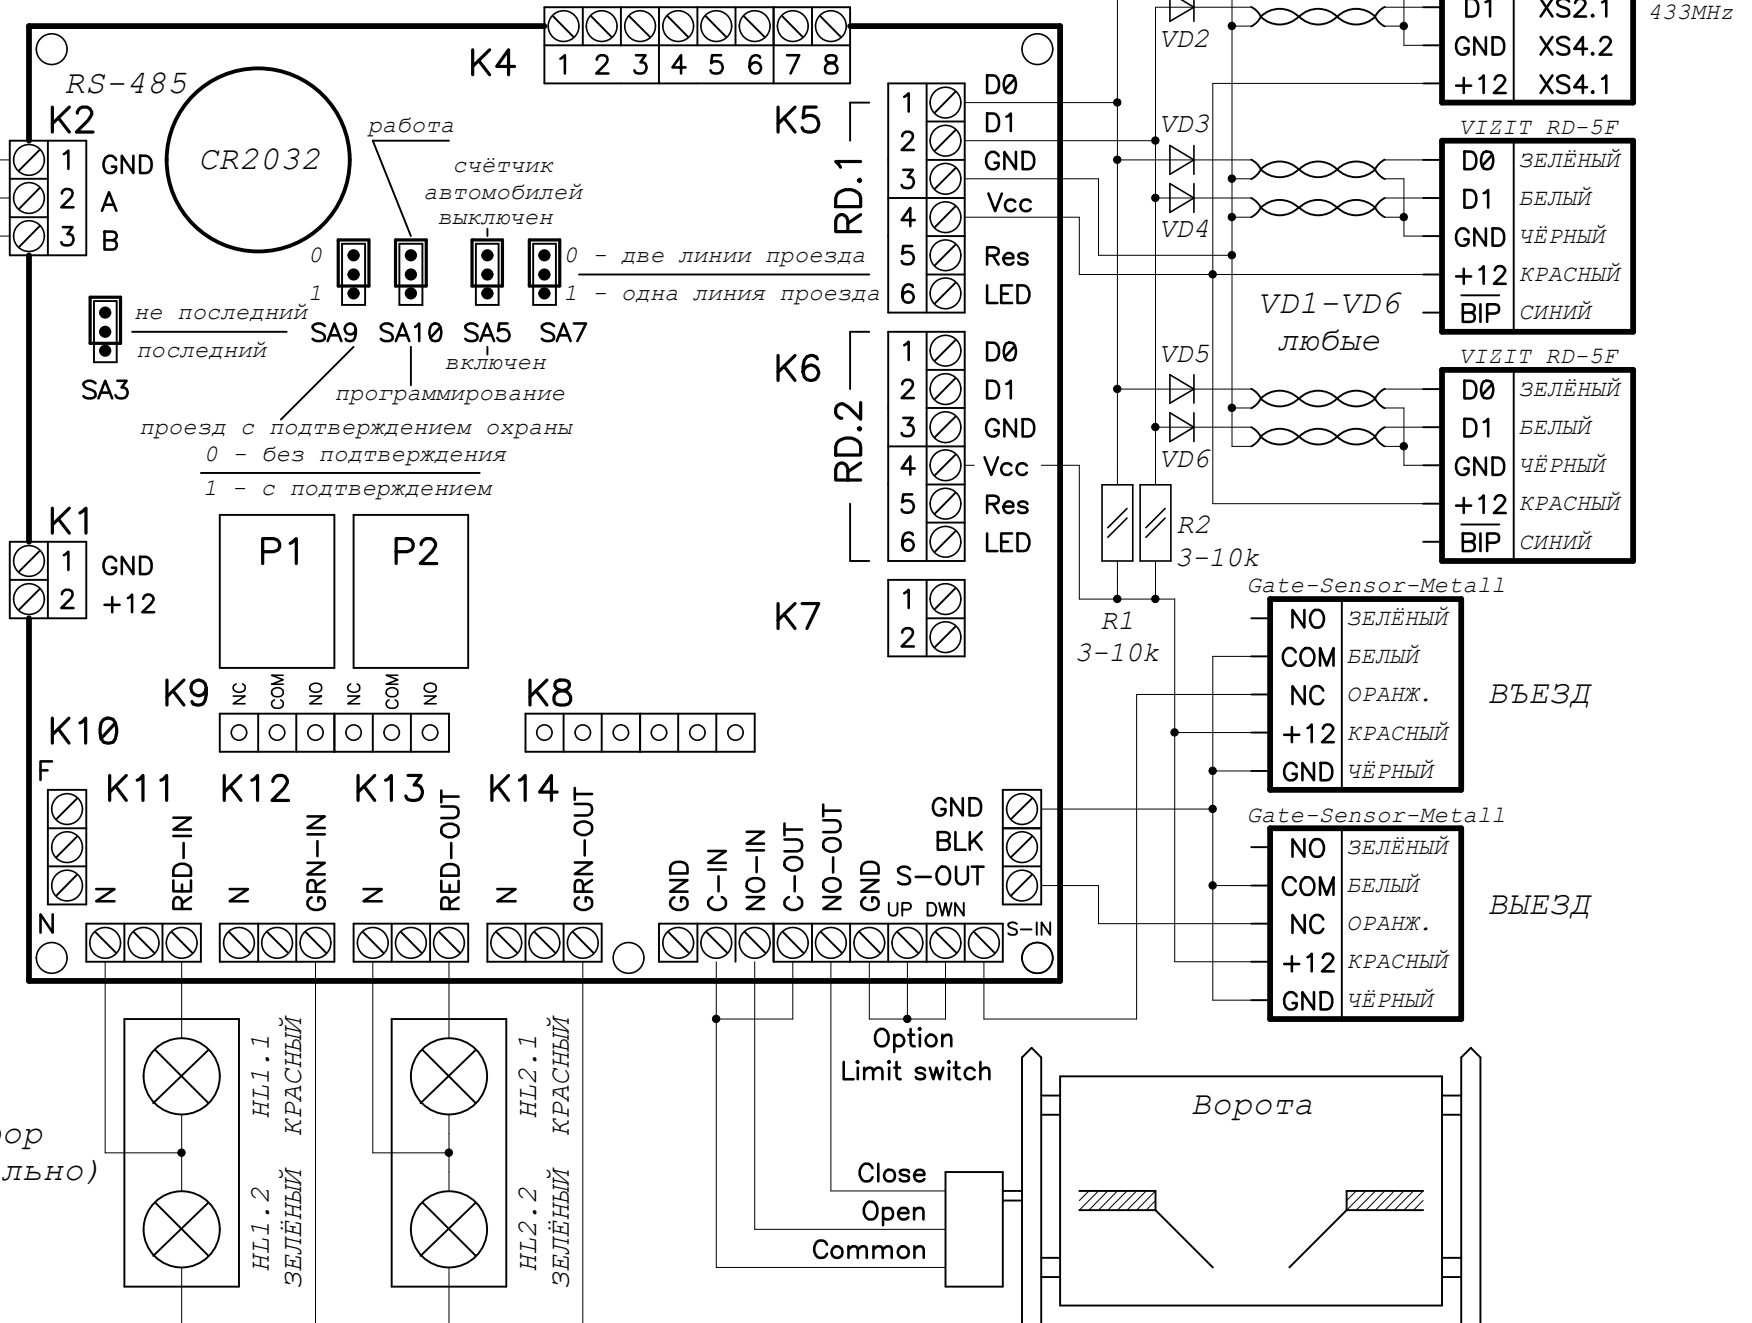 K4
1 2 3 4 5 6 7 8
RS-485
K2
1 GND
2 A
3 B
CR2032
работа
счётчик
автомобилей
выключен
0
1
0 - две линии проезда
1 - одна линия проезда
SA9 SA10 SA5 SA7
включен
программирование
не последний
последний
SA3
проезд с подтверждением охраны
0 - без подтверждения
1 - с подтверждением
K5
RD.1
1 D0
2 D1
3 GND
4 Vcc
5 Res
6 LED
K6
RD.2
1 D0
2 D1
3 GND
4 Vcc
5 Res
6 LED
K7
1
2
K1
1 GND
2 +12
P1 P2
K9
NC COM NO NC COM NO
K8
K10
F
N
K11 K12 K13 K14
N RED-IN
N GRN-IN
N RED-OUT
N GRN-OUT
GND C-IN NO-IN C-OUT NO-OUT GND
UP DWN
S-IN
GND
BLK
S-OUT
VD2
VD3
VD4
VD5
VD6
VD1-VD6
любые
R1
3-10k
R2
3-10k
D1 XS2.1
GND XS4.2
+12 XS4.1
433MHz
VIZIT RD-5F
D0 ЗЕЛЁНЫЙ
D1 БЕЛЫЙ
GND ЧЁРНЫЙ
+12 КРАСНЫЙ
BIP СИНИЙ
VIZIT RD-5F
D0 ЗЕЛЁНЫЙ
D1 БЕЛЫЙ
GND ЧЁРНЫЙ
+12 КРАСНЫЙ
BIP СИНИЙ
Gate-Sensor-Metall
NO ЗЕЛЁНЫЙ
COM БЕЛЫЙ
NC ОРАНЖ.
+12 КРАСНЫЙ
GND ЧЁРНЫЙ
ВЪЕЗД
Gate-Sensor-Metall
NO ЗЕЛЁНЫЙ
COM БЕЛЫЙ
NC ОРАНЖ.
+12 КРАСНЫЙ
GND ЧЁРНЫЙ
ВЫЕЗД
Option
Limit switch
Close
Open
Common
Ворота
HL1.1
КРАСНЫЙ
HL1.2
ЗЕЛЁНЫЙ
HL2.1
КРАСНЫЙ
HL2.2
ЗЕЛЁНЫЙ
ор
льно)